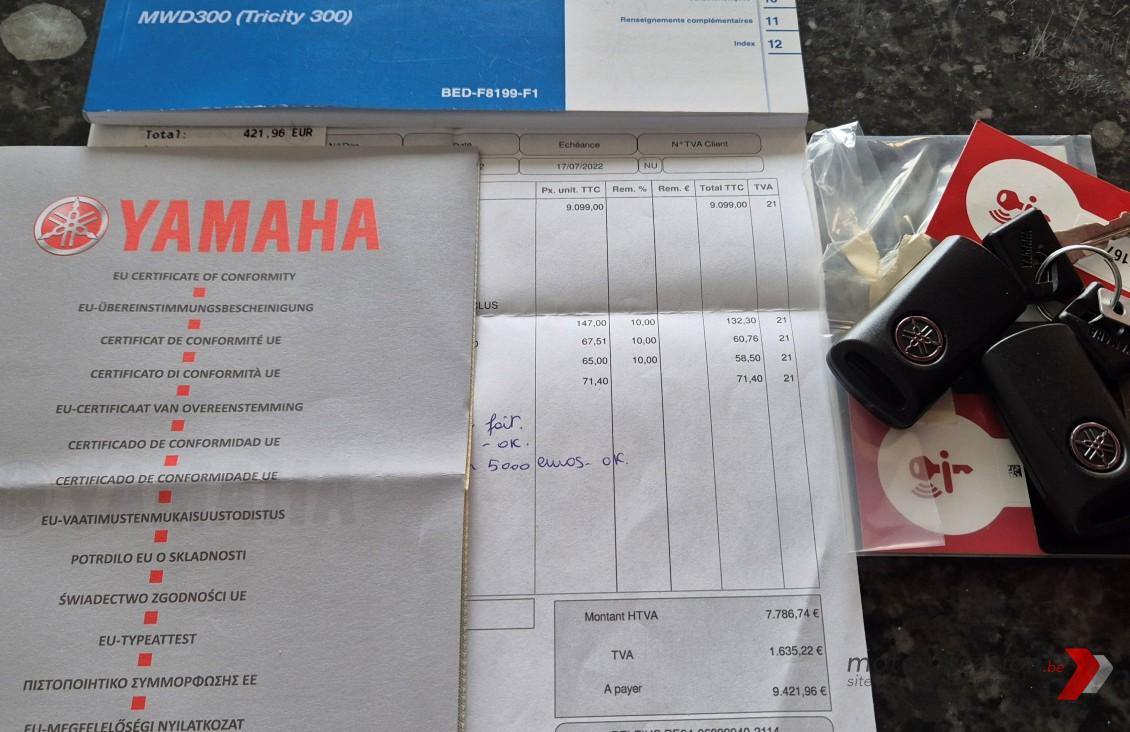 MWD300 (Tricity 300)
BED-F8199-F1
Renseignements complémentaires 11
Index 12
Total: 421,96 EUR
Echéance N° TVA Client
17/07/2022 NU
Px. unit. TTC Rem. % Rem. € Total TTC TVA
9.099,00 9.099,00 21
147,00 10,00 132,30 21
67,51 10,00 60,76 21
65,00 10,00 58,50 21
71,40 71,40 21
fait.
- OK.
5000 euros - OK.
Montant HTVA 7.786,74 €
TVA 1.635,22 €
A payer 9.421,96 €
YAMAHA
EU CERTIFICATE OF CONFORMITY
EU-ÜBEREINSTIMMUNGSBESCHEINIGUNG
CERTIFICAT DE CONFORMITÉ UE
CERTIFICATO DI CONFORMITÀ UE
EU-CERTIFICAAT VAN OVEREENSTEMMING
CERTIFICADO DE CONFORMIDAD UE
CERTIFICADO DE CONFORMIDADE UE
EU-VAATIMUSTENMUKAISUUSTODISTUS
POTRDILO EU O SKLADNOSTI
ŚWIADECTWO ZGODNOŚCI UE
EU-TYPEATTEST
ΠΙΣΤΟΠΟΙΗΤΙΚΟ ΣΥΜΜΟΡΦΩΣΗΣ ΕΕ
EU-MEGFELELŐSÉGI NYILATKOZAT
YAMAHA
167
.be